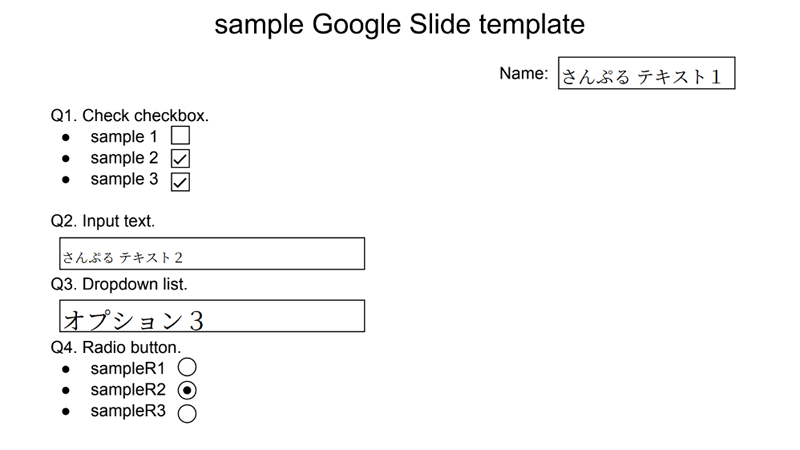 sample Google Slide template
Name: さんぷる テキスト１
Q1. Check checkbox.
● sample 1
● sample 2
● sample 3
Q2. Input text.
さんぷる テキスト２
Q3. Dropdown list.
オプション３
Q4. Radio button.
● sampleR1
● sampleR2
● sampleR3